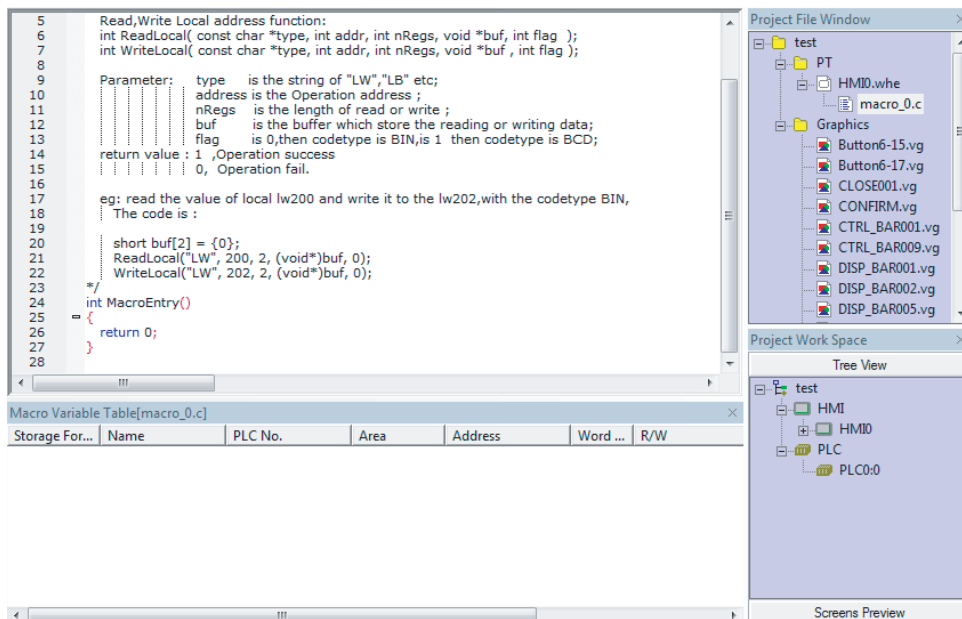 5 Read,Write Local address function:
6 int ReadLocal( const char *type, int addr, int nRegs, void *buf, int flag  );
7 int WriteLocal( const char *type, int addr, int nRegs, void *buf , int flag );
8
9 Parameter:    type    is the string of "LW","LB" etc;
10 address is the Operation address ;
11 nRegs   is the length of read or write ;
12 buf      is the buffer which store the reading or writing data;
13 flag     is 0,then codetype is BIN,is 1  then codetype is BCD;
14 return value : 1  ,Operation success
15 0,  Operation fail.
16
17 eg: read the value of local lw200 and write it to the lw202,with the codetype BIN,
18 The code is :
19
20 short buf[2] = {0};
21 ReadLocal("LW", 200, 2, (void*)buf, 0);
22 WriteLocal("LW", 202, 2, (void*)buf, 0);
23 */
24 int MacroEntry()
25 {
26 return 0;
27 }
28
Macro Variable Table[macro_0.c]
Storage For... Name PLC No. Area Address Word ... R/W
Project File Window
test
PT
HMI0.whe
macro_0.c
Graphics
Button6-15.vg
Button6-17.vg
CLOSE001.vg
CONFIRM.vg
CTRL_BAR001.vg
CTRL_BAR009.vg
DISP_BAR001.vg
DISP_BAR002.vg
DISP_BAR005.vg
Project Work Space
Tree View
test
HMI
HMI0
PLC
PLC0:0
Screens Preview